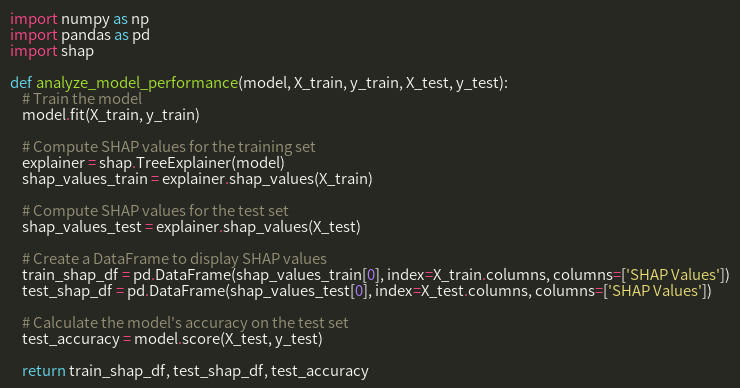 import numpy as np
import pandas as pd
import shap

def analyze_model_performance(model, X_train, y_train, X_test, y_test):
    # Train the model
    model.fit(X_train, y_train)

    # Compute SHAP values for the training set
    explainer = shap.TreeExplainer(model)
    shap_values_train = explainer.shap_values(X_train)

    # Compute SHAP values for the test set
    shap_values_test = explainer.shap_values(X_test)

    # Create a DataFrame to display SHAP values
    train_shap_df = pd.DataFrame(shap_values_train[0], index=X_train.columns, columns=['SHAP Values'])
    test_shap_df = pd.DataFrame(shap_values_test[0], index=X_test.columns, columns=['SHAP Values'])

    # Calculate the model's accuracy on the test set
    test_accuracy = model.score(X_test, y_test)

    return train_shap_df, test_shap_df, test_accuracy